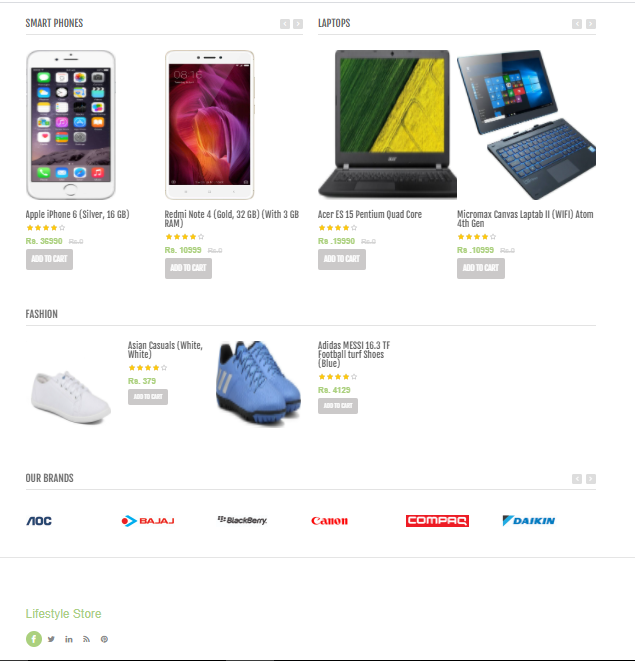 SMART PHONES
LAPTOPS
08:16
acer
Apple iPhone 6 (Silver, 16 GB)
Rs. 36990 Rs.0
ADD TO CART
Redmi Note 4 (Gold, 32 GB) (With 3 GB
RAM)
Rs. 10999 Rs.0
ADD TO CART
Acer ES 15 Pentium Quad Core
Rs .19990 Rs.0
ADD TO CART
Micromax Canvas Laptab II (WIFI) Atom
4th Gen
Rs .10999 Rs.0
ADD TO CART
FASHION
Asian Casuals (White,
White)
Rs. 379
ADD TO CART
Adidas MESSI 16.3 TF
Football turf Shoes
(Blue)
Rs. 4129
ADD TO CART
OUR BRANDS
AOC
BAJAJ
BlackBerry.
Canon
COMPAQ
DAIKIN
Lifestyle Store